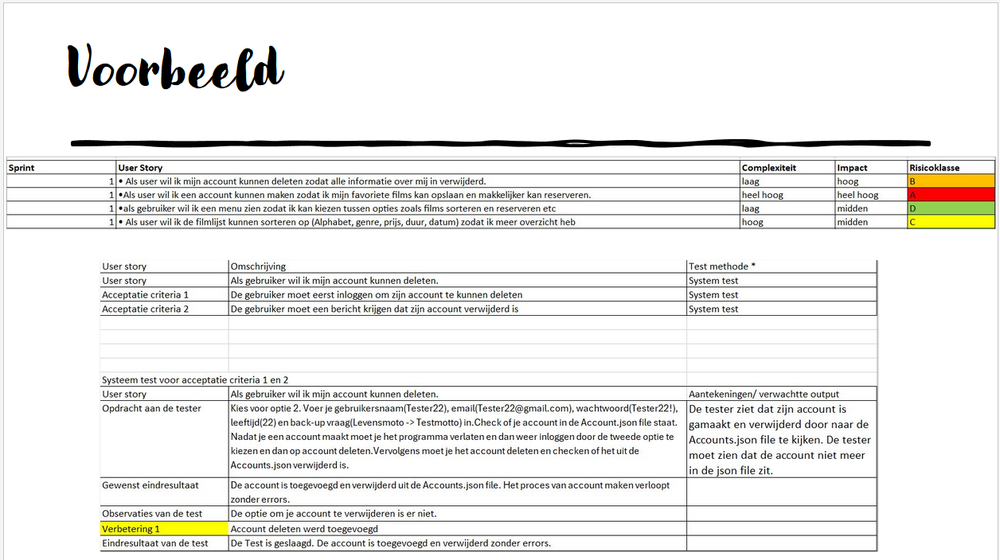 Voorbeeld
Sprint User Story Complexiteit Impact Risicoklasse
1 • Als user wil ik mijn account kunnen deleten zodat alle informatie over mij in verwijderd. laag hoog B
1 •Als user wil ik een account kunnen maken zodat ik mijn favoriete films kan opslaan en makkelijker kan reserveren. heel hoog heel hoog A
1 •als gebruiker wil ik een menu zien zodat ik kan kiezen tussen opties zoals films sorteren en reserveren etc laag midden D
1 • Als user wil ik de filmlijst kunnen sorteren op (Alphabet, genre, prijs, duur, datum) zodat ik meer overzicht heb hoog midden C
User story Omschrijving Test methode *
User story Als gebruiker wil ik mijn account kunnen deleten. System test
Acceptatie criteria 1 De gebruiker moet eerst inloggen om zijn account te kunnen deleten System test
Acceptatie criteria 2 De gebruiker moet een bericht krijgen dat zijn account verwijderd is System test
Systeem test voor acceptatie criteria 1 en 2
User story Als gebruiker wil ik mijn account kunnen deleten. Aantekeningen/ verwachtte output
Opdracht aan de tester
Kies voor optie 2. Voer je gebruikersnaam(Tester22), email(Tester22@gmail.com), wachtwoord(Tester22!),
leeftijd(22) en back-up vraag(Levensmoto -> Testmotto) in.Check of je account in de Account.json file staat.
Nadat je een account maakt moet je het programma verlaten en dan weer inloggen door de tweede optie te
kiezen en dan op account deleten.Vervolgens moet je het account deleten en checken of het uit de
Accounts.json verwijderd is.
De tester ziet dat zijn account is
gamaakt en verwijderd door naar de
Accounts.json file te kijken. De tester
moet zien dat de account niet meer
in de json file zit.
Gewenst eindresultaat De account is toegevoegd en verwijderd uit de Accounts.json file. Het proces van account maken verloopt
zonder errors.
Observaties van de test De optie om je account te verwijderen is er niet.
Verbetering 1 Account deleten werd toegevoegd
Eindresultaat van de test De Test is geslaagd. De account is toegevoegd en verwijderd zonder errors.